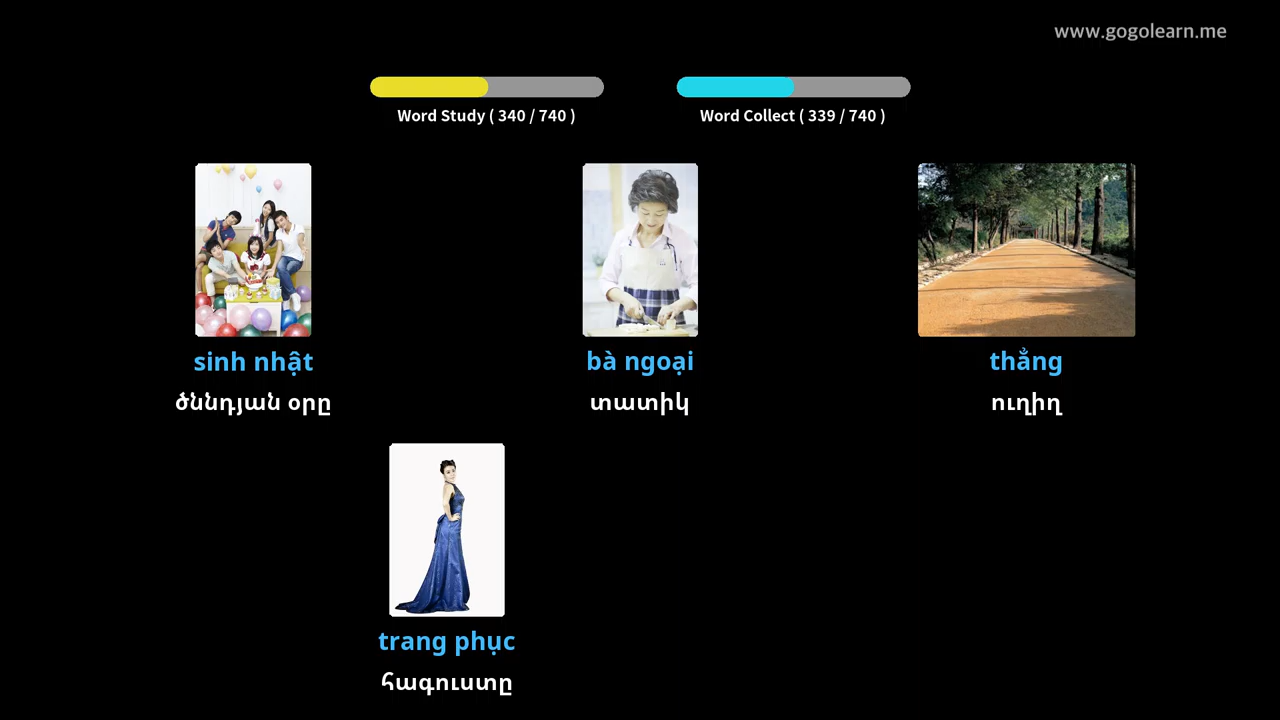 www.gogolearn.me
Word Study ( 340 / 740 )
Word Collect ( 339 / 740 )
sinh nhật
ծննդյան օրը
bà ngoại
տատիկ
thẳng
ուղիղ
trang phục
հագուստը